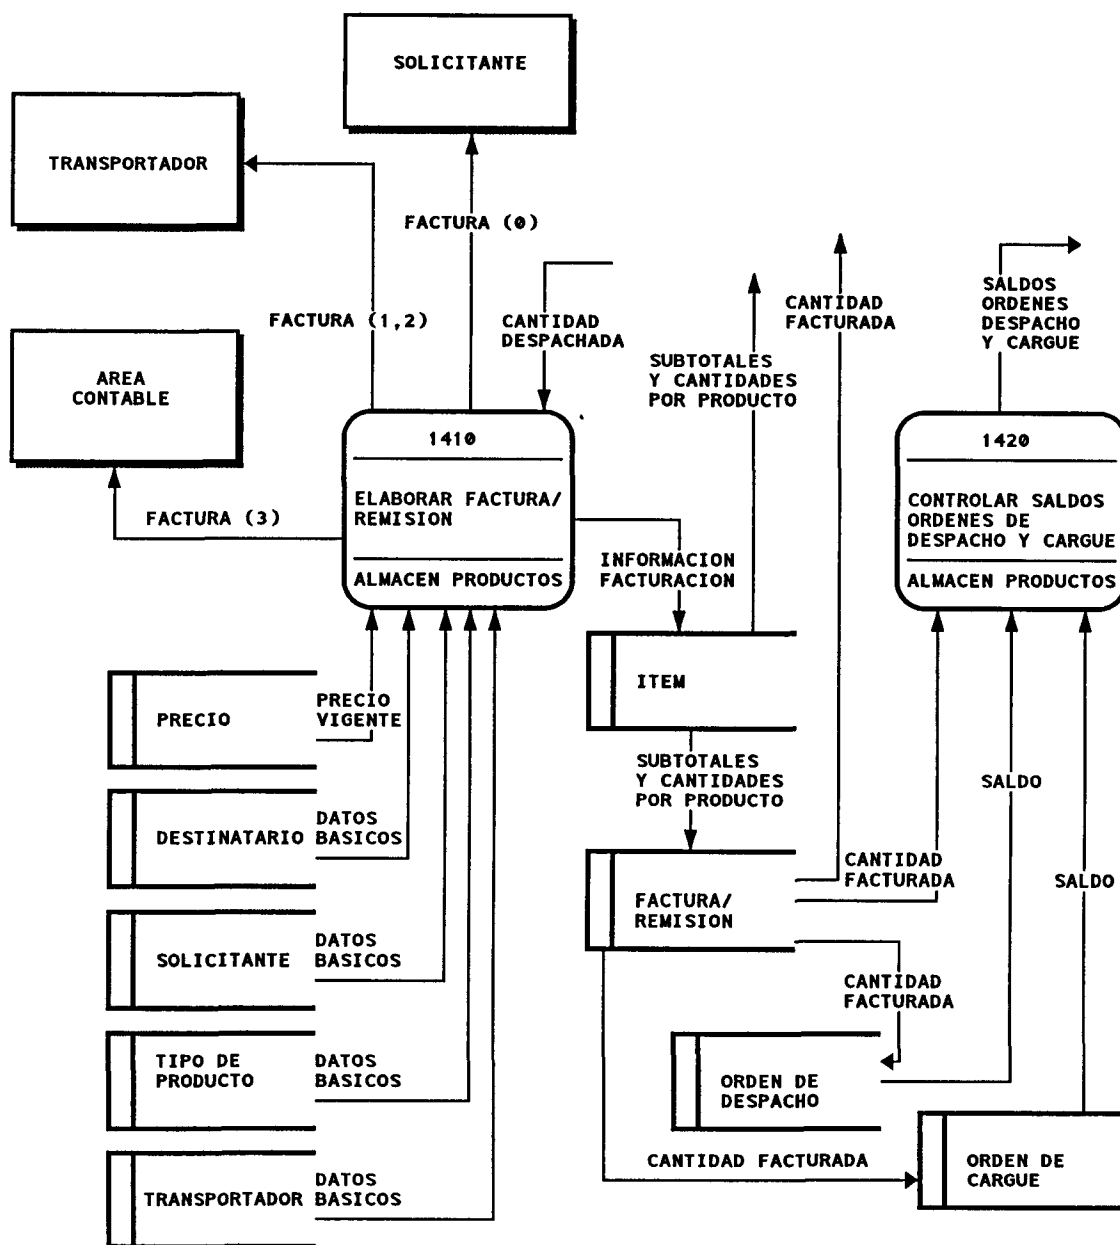 SOLICITANTE
TRANSPORTADOR
FACTURA (0)
FACTURA (1,2)
CANTIDAD
DESPACHADA
SUBTOTALES
Y CANTIDADES
POR PRODUCTO
CANTIDAD
FACTURADA
SALDOS
ORDENES
DESPACHO
Y CARGUE
AREA
CONTABLE
FACTURA (3)
1410
ELABORAR FACTURA/
REMISION
ALMACEN PRODUCTOS
1420
CONTROLAR SALDOS
ORDENES DE
DESPACHO Y CARGUE
ALMACEN PRODUCTOS
INFORMACION
FACTURACION
ITEM
PRECIO
PRECIO
VIGENTE
SUBTOTALES
Y CANTIDADES
POR PRODUCTO
SALDO
DESTINATARIO
DATOS
BASICOS
FACTURA/
REMISION
CANTIDAD
FACTURADA
SALDO
SOLICITANTE
DATOS
BASICOS
CANTIDAD
FACTURADA
TIPO DE
PRODUCTO
DATOS
BASICOS
ORDEN DE
DESPACHO
TRANSPORTADOR
DATOS
BASICOS
CANTIDAD FACTURADA
ORDEN DE
CARGUE